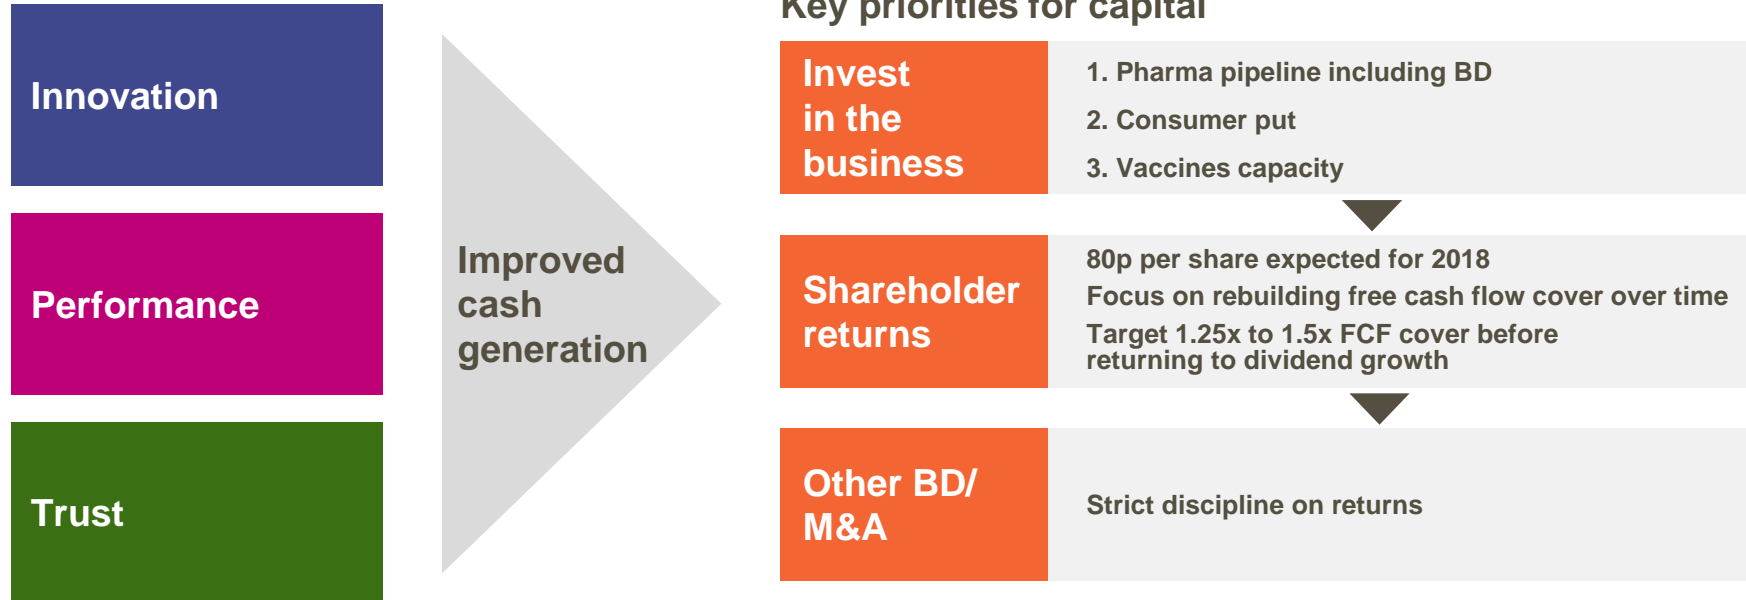 Innovation
Performance
Trust
Improved
cash
generation
Key priorities for capital
Invest
in the
business
1. Pharma pipeline including BD
2. Consumer put
3. Vaccines capacity
Shareholder
returns
80p per share expected for 2018
Focus on rebuilding free cash flow cover over time
Target 1.25x to 1.5x FCF cover before
returning to dividend growth
Other BD/
M&A
Strict discipline on returns